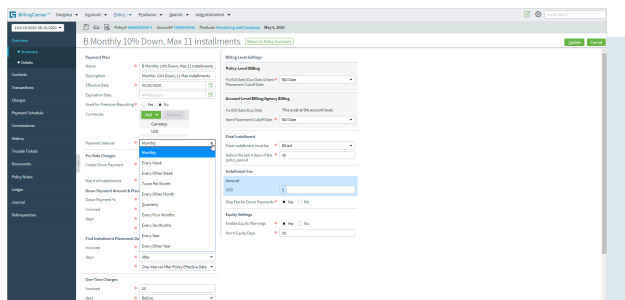 BillingCenter™ Desktop Account Policy Producer Search Administration
Policy# Account# Producer Armstrong and Company May 4, 2020
B Monthly 10% Down, Max 11 installments Return to Policy Summary Update Cancel
Overview
Summary
Details
Contacts
Transactions
Charges
Payment Schedule
Commissions
History
Trouble Tickets
Documents
Policy Notes
Ledger
Journal
Delinquencies
Payment Plan
Name B Monthly 10% Down, Max 11 installments
Description Monthly 10% Down, 11 Max installments
Effective Date
Expiration Date
Used for Premium Reporting Yes No
Currencies Add Remove
Currency
USD
Payment Interval Monthly
Monthly
Every Week
Every Other Week
Twice Per Month
Every Other Month
Quarterly
Every Four Months
Every Six Months
Every Year
Every Other Year
Pro Rata Charges
Create Down Payment
Max # of Installments
Down Payment Amount & Plac
Down Payment %
Invoiced
days
First Installment Placement Da
Invoiced
days After
One Interval After Policy Effective Date
One-Time Charges
Invoiced 20
days Before
Billing Level Settings
Policy-Level Billing
Fix Bill Date/Due Date & Item Placement Cutoff Date Bill Date
Account-Level Billing/Agency Billing
Fix Bill Date/Due Date This is set at the account level.
Item Placement Cutoff Date Bill Date
Final Installment
Final installment must be Billed
before the last # days of the 30
policy period
Installment Fee
Amount
USD $
Skip Fee for Down Payments Yes No
Equity Settings
Enable Equity Warnings Yes No
Min # Equity Days 30